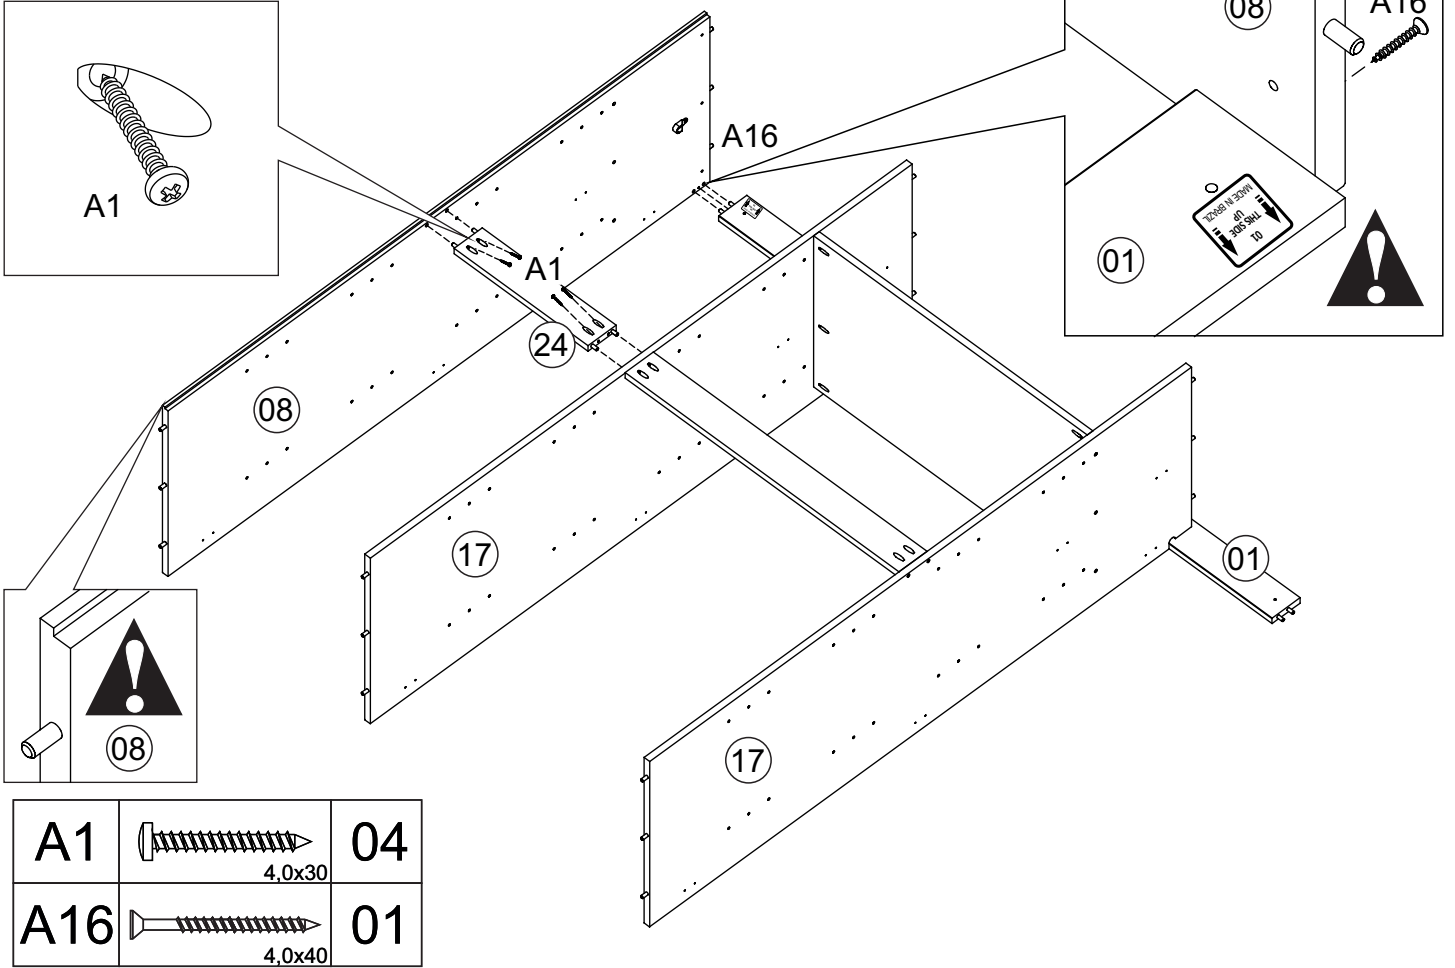 08
A16
A1
A16
MADE IN BRAZIL
THIS SIDE
UP
01
01
A1
24
08
17
01
08
17
A1 4,0x30 04
A16 4,0x40 01